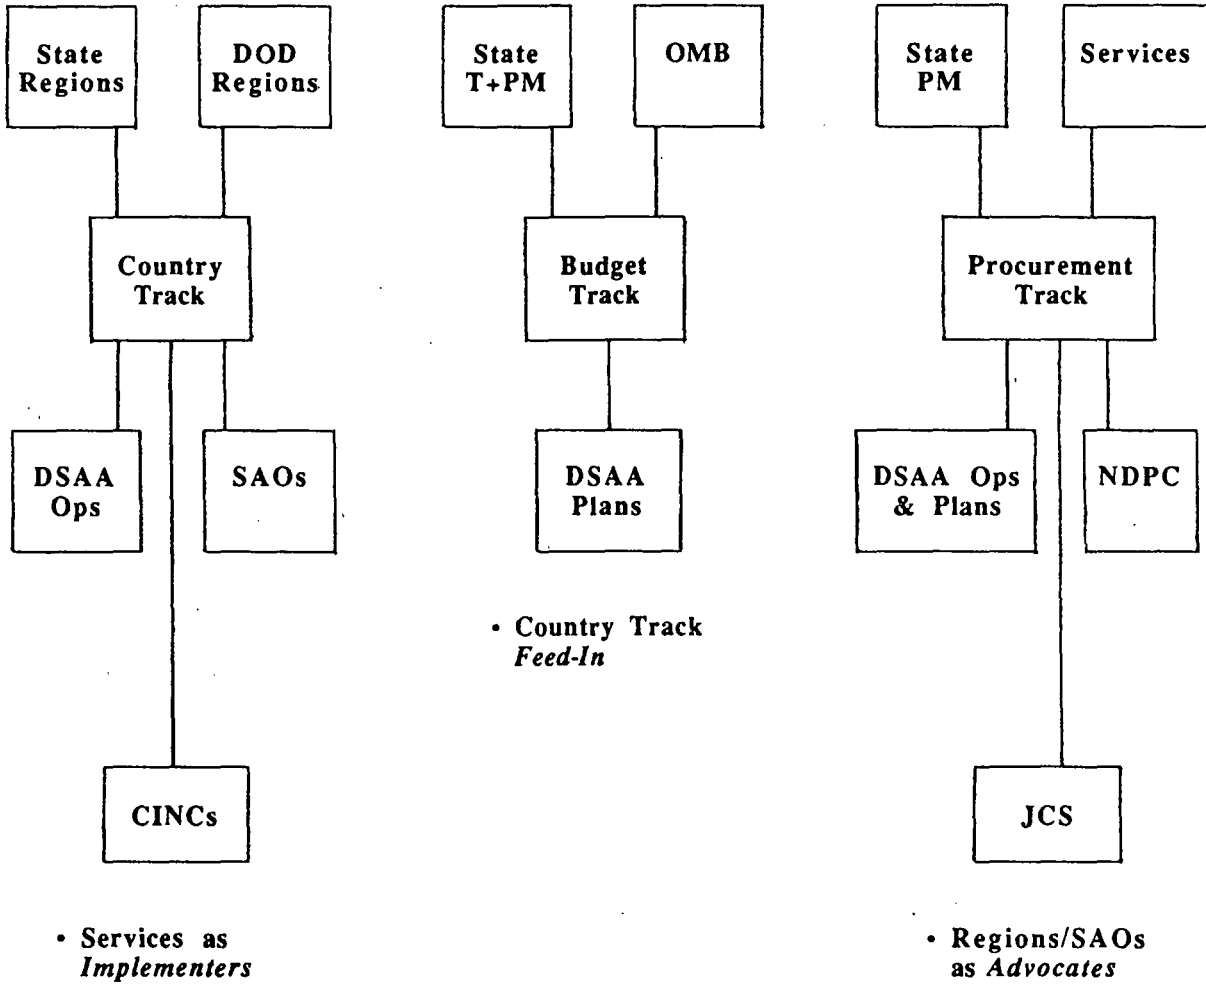 State
Regions
DOD
Regions
State
T+PM
OMB
State
PM
Services
Country
Track
Budget
Track
Procurement
Track
DSAA
Ops
SAOs
DSAA
Plans
DSAA Ops
& Plans
NDPC
• Country Track
Feed-In
CINCs
JCS
• Services as
Implementers
• Regions/SAOs
as Advocates